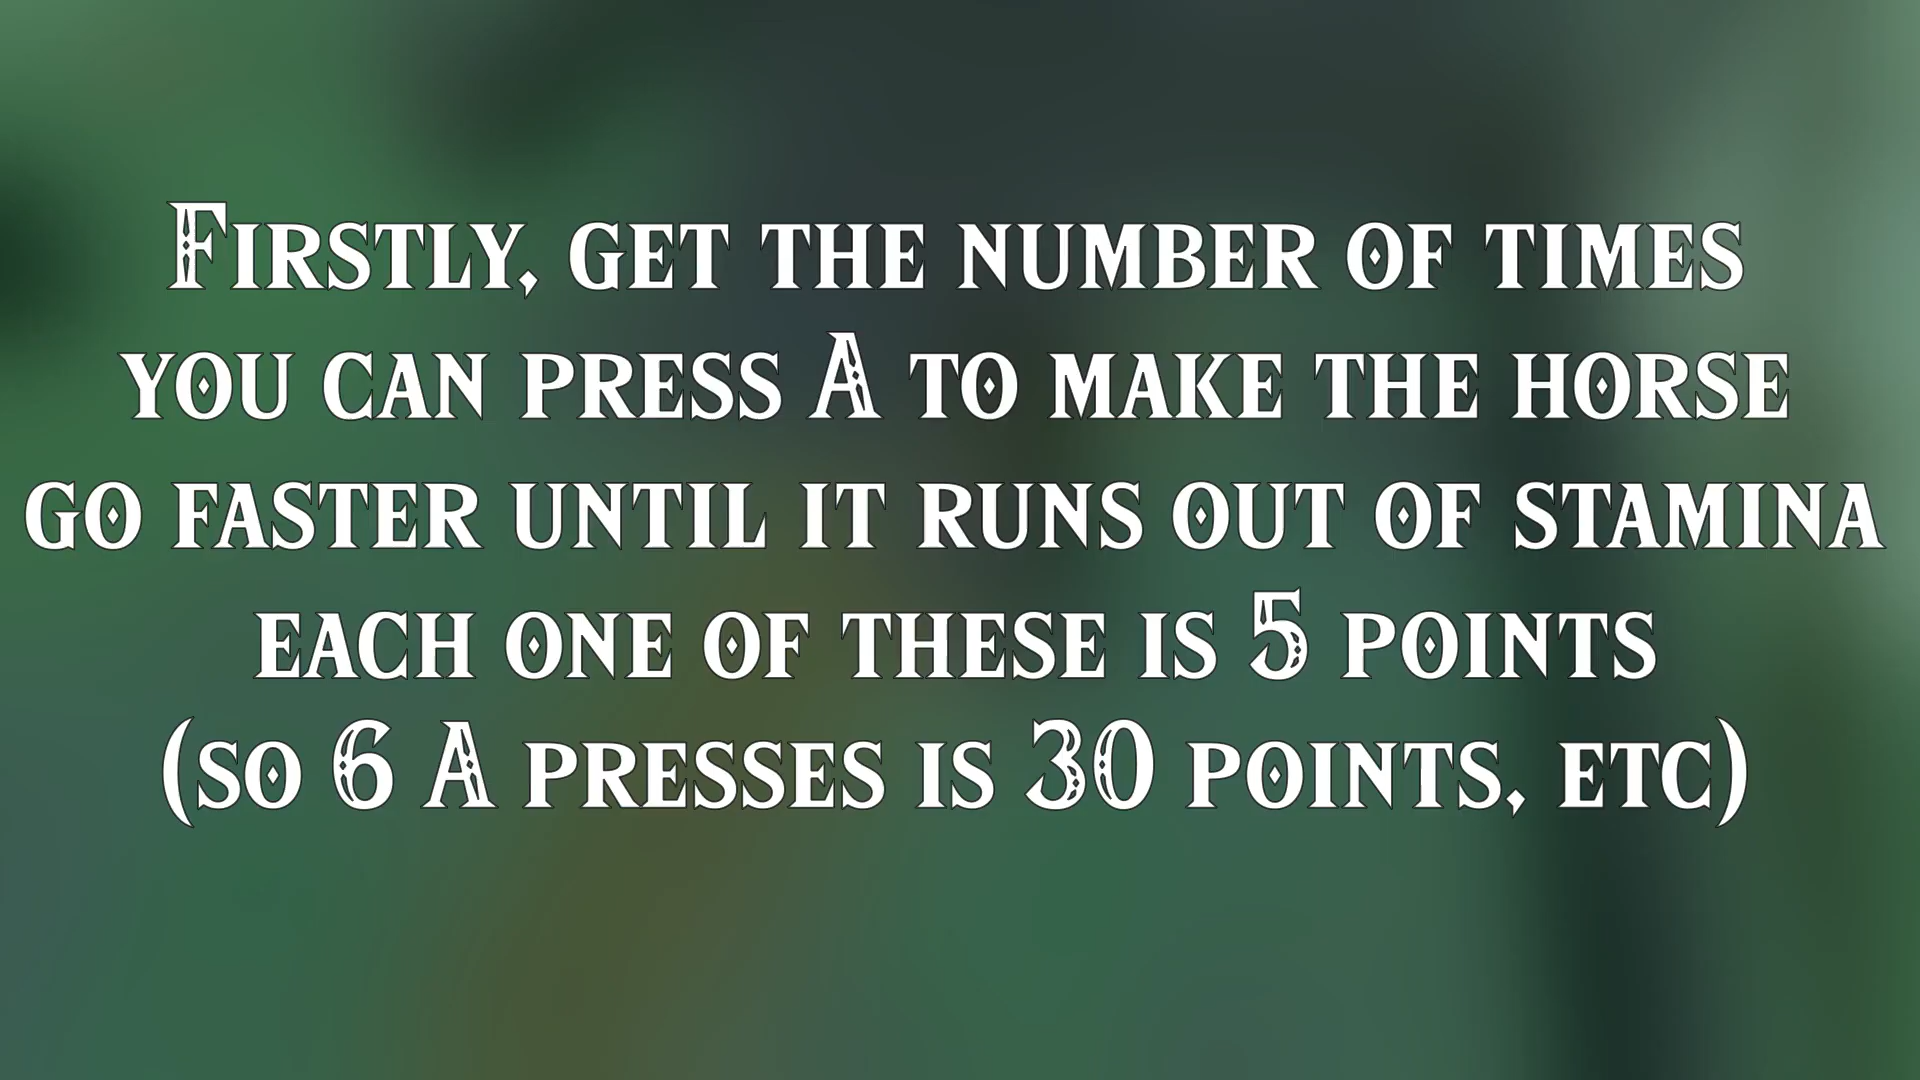 Firstly, get the number of times
you can press A to make the horse
go faster until it runs out of stamina
each one of these is 5 points
(so 6 A presses is 30 points, etc)